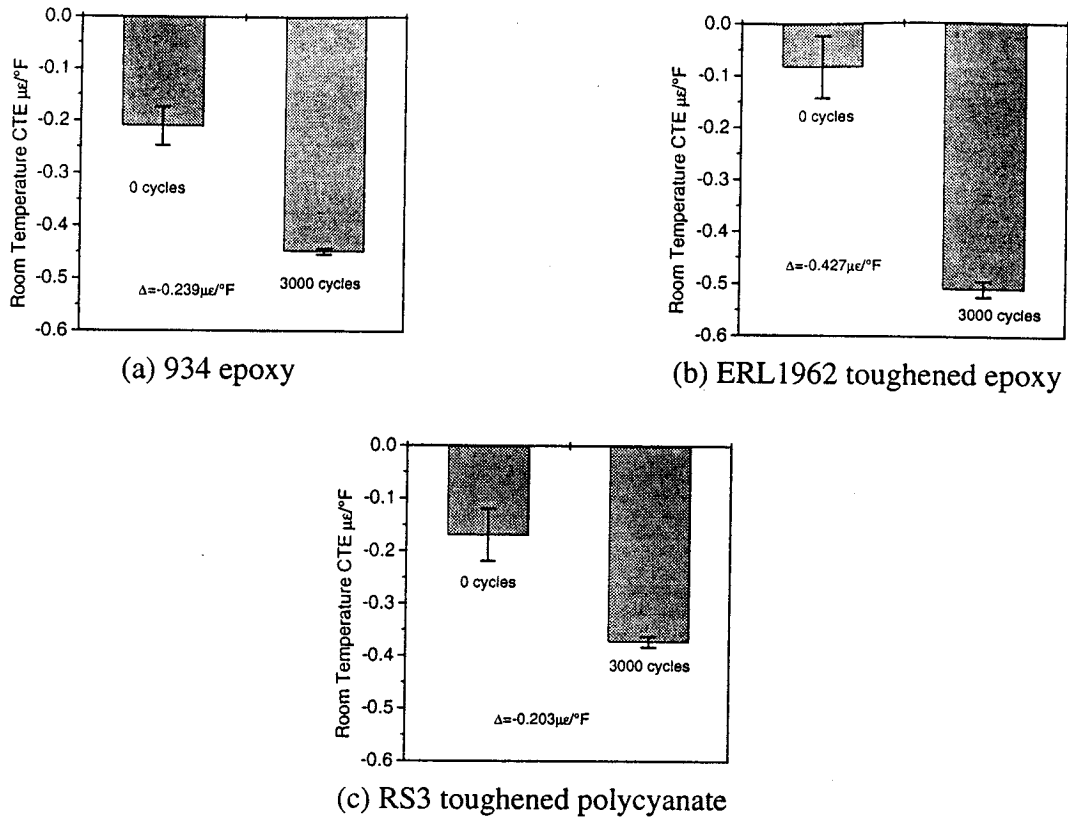 Room Temperature CTE με/°F
0.0
-0.1
-0.2
-0.3
-0.4
-0.5
-0.6
0 cycles
3000 cycles
Δ=-0.239με/°F
(a) 934 epoxy
Room Temperature CTE με/°F
0.0
-0.1
-0.2
-0.3
-0.4
-0.5
-0.6
0 cycles
Δ=-0.427με/°F
3000 cycles
(b) ERL1962 toughened epoxy
Room Temperature CTE με/°F
0.0
-0.1
-0.2
-0.3
-0.4
-0.5
-0.6
0 cycles
3000 cycles
Δ=-0.203με/°F
(c) RS3 toughened polycyanate